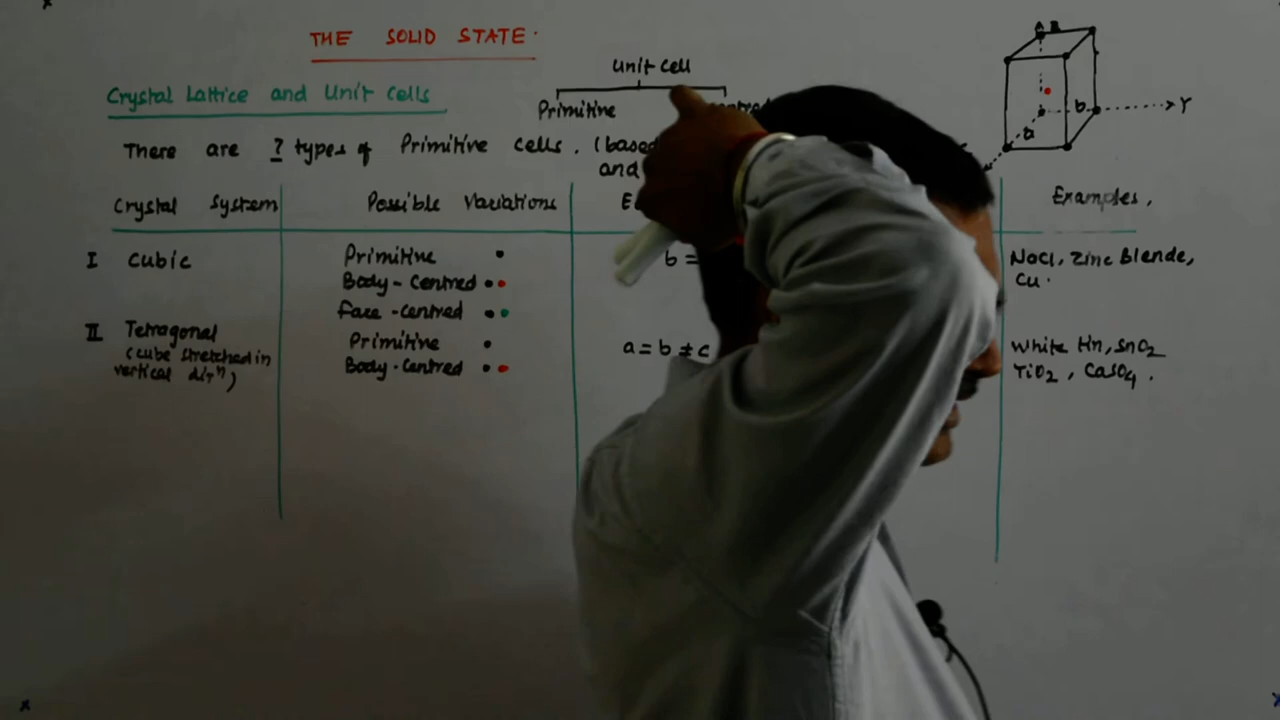 THE SOLID STATE.
Unit Cell
Crystal Lattice and Unit Cells
Primitive
There are ? types of Primitive Cells. (based
and
Crystal System
Possible Variations
Examples,
I Cubic
Primitive
Body-Centred
Face-centred
b =
NaCl, Zinc Blende,
Cu.
II Tetragonal
(Cube stretched in
vertical dirⁿ)
Primitive
Body-Centred
a = b ≠ c
White tin, SnO2
TiO2, CaSO4.
a
b
Y